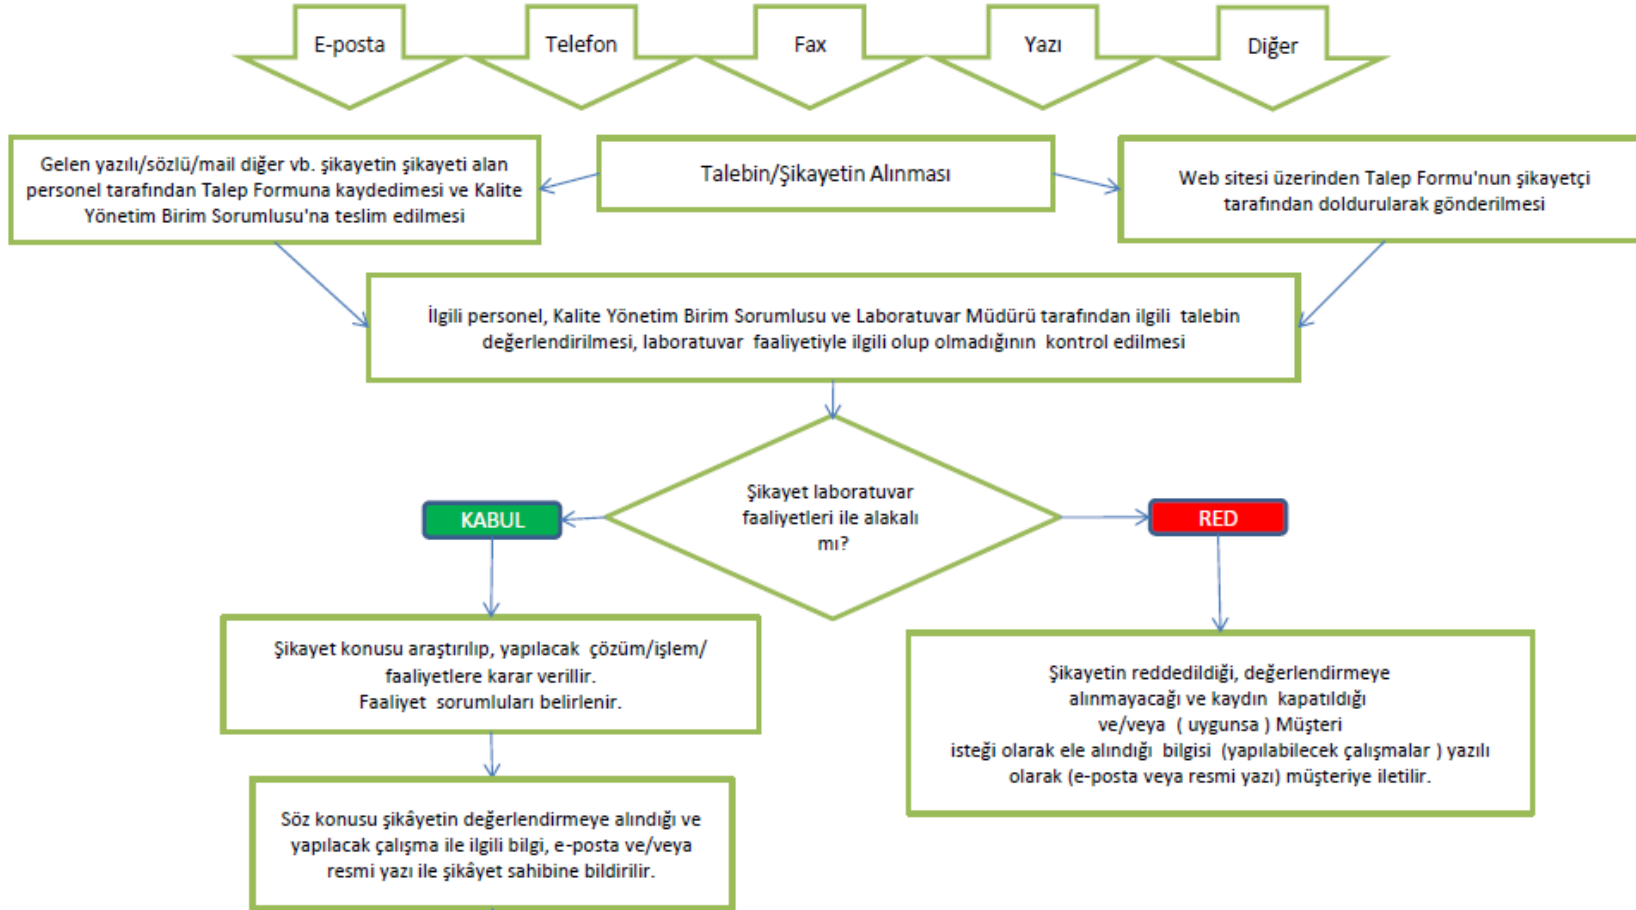 E-posta
Telefon
Fax
Yazı
Diğer
Gelen yazılı/sözlü/mail diğer vb. şikayetin şikayeti alan
personel tarafından Talep Formuna kaydedimesi ve Kalite
Yönetim Birim Sorumlusu'na teslim edilmesi
Talebin/Şikayetin Alınması
Web sitesi üzerinden Talep Formu'nun şikayetçi
tarafından doldurularak gönderilmesi
İlgili personel, Kalite Yönetim Birim Sorumlusu ve Laboratuvar Müdürü tarafından ilgili talebin
değerlendirilmesi, laboratuvar faaliyetiyle ilgili olup olmadığının kontrol edilmesi
Şikayet laboratuvar
faaliyetleri ile alakalı
mı?
KABUL
RED
Şikayet konusu araştırılıp, yapılacak çözüm/işlem/
faaliyetlere karar verillir.
Faaliyet sorumluları belirlenir.
Şikayetin reddedildiği, değerlendirmeye
alınmayacağı ve kaydın kapatıldığı
ve/veya ( uygunsa ) Müşteri
isteği olarak ele alındığı bilgisi (yapılabilecek çalışmalar ) yazılı
olarak (e-posta veya resmi yazı) müşteriye iletilir.
Söz konusu şikâyetin değerlendirmeye alındığı ve
yapılacak çalışma ile ilgili bilgi, e-posta ve/veya
resmi yazı ile şikâyet sahibine bildirilir.